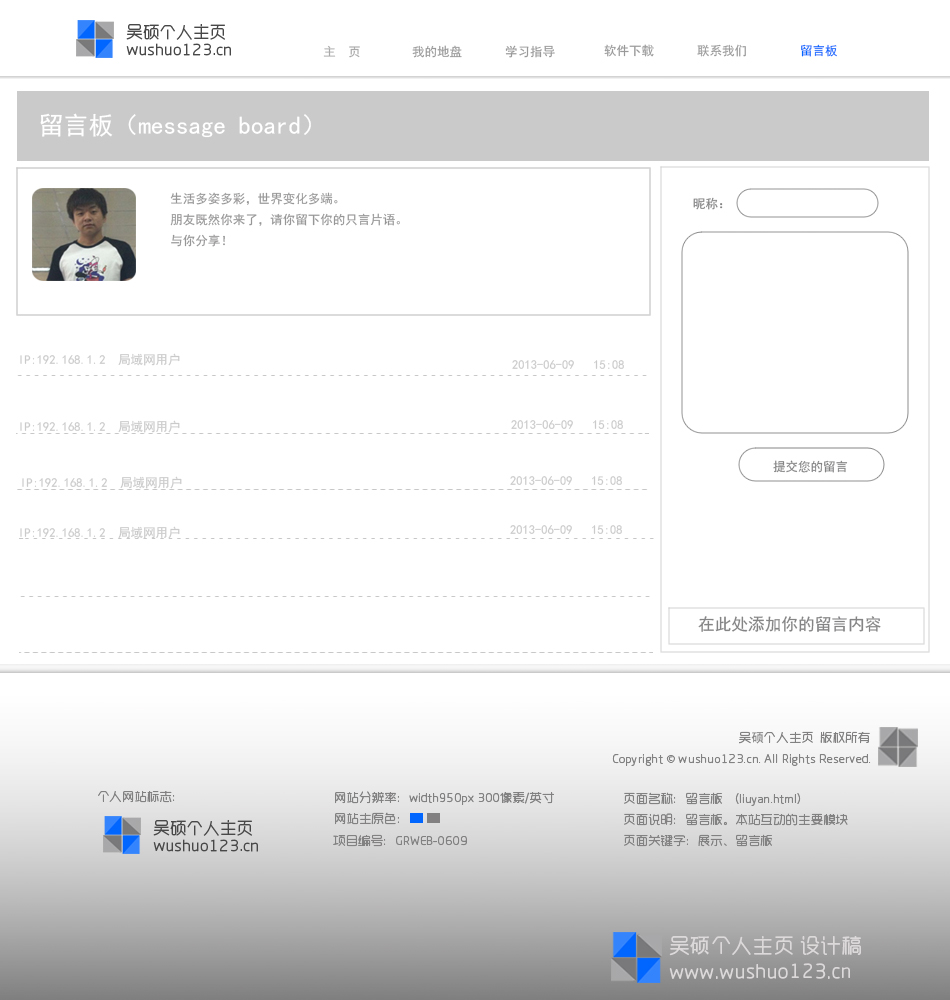 吴硕个人主页
wushuo123.cn
主　页　我的地盘　学习指导　软件下载　联系我们　留言板
留言板（message board）
生活多姿多彩，世界变化多端。
朋友既然你来了，请你留下你的只言片语。
与你分享！
昵称：
提交您的留言
在此处添加你的留言内容
IP:192.168.1.2　局域网用户　2013-06-09　15:08
IP:192.168.1.2　局域网用户　2013-06-09　15:08
IP:192.168.1.2　局域网用户　2013-06-09　15:08
IP:192.168.1.2　局域网用户　2013-06-09　15:08
吴硕个人主页 版权所有
Copyright © wushuo123.cn. All Rights Reserved.
个人网站标志:
吴硕个人主页
wushuo123.cn
网站分辨率: width950px 300像素/英寸
网站主原色:
项目编号: GRWEB-0609
页面名称: 留言板 (liuyan.html)
页面说明: 留言板。本站互动的主要模块
页面关键字: 展示、留言板
吴硕个人主页 设计稿
www.wushuo123.cn